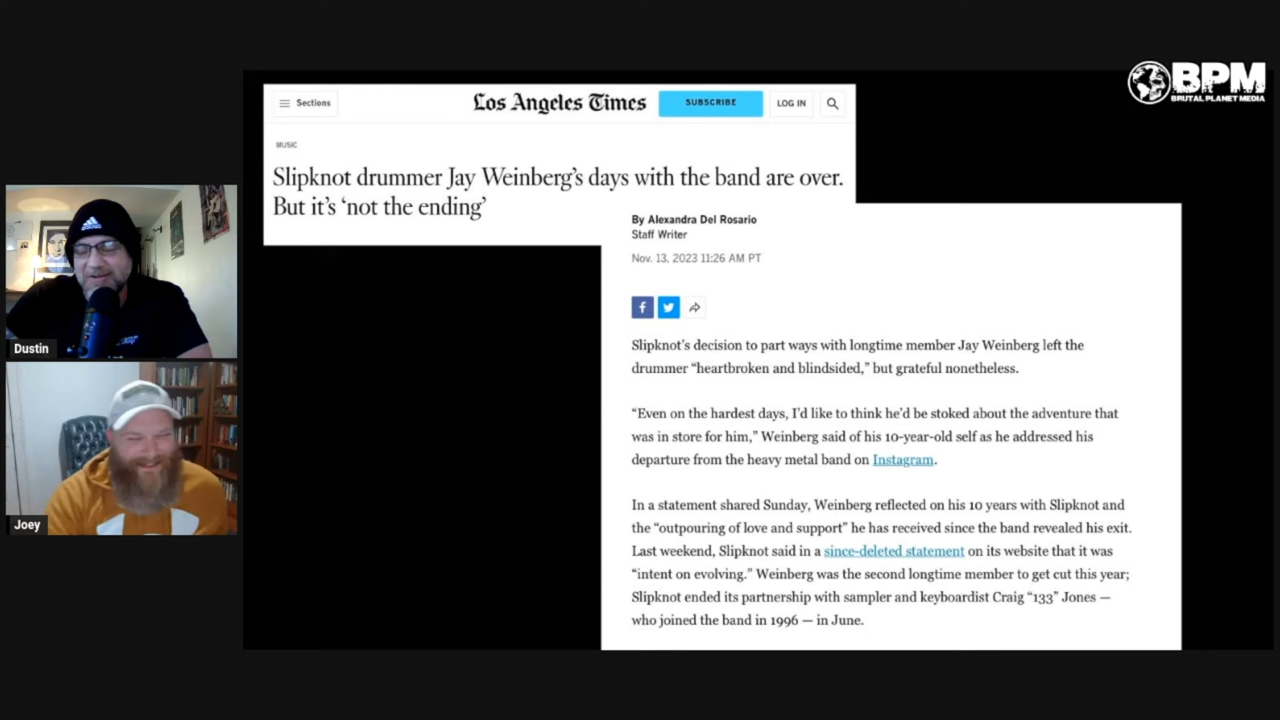 BPM
BRUTAL PLANET MEDIA
Sections
Los Angeles Times
SUBSCRIBE
LOG IN
MUSIC
Slipknot drummer Jay Weinberg’s days with the band are over.
But it’s ‘not the ending’
By Alexandra Del Rosario
Staff Writer
Nov. 13, 2023 11:26 AM PT
Slipknot’s decision to part ways with longtime member Jay Weinberg left the
drummer “heartbroken and blindsided,” but grateful nonetheless.
“Even on the hardest days, I’d like to think he’d be stoked about the adventure that
was in store for him,” Weinberg said of his 10-year-old self as he addressed his
departure from the heavy metal band on Instagram.
In a statement shared Sunday, Weinberg reflected on his 10 years with Slipknot and
the “outpouring of love and support” he has received since the band revealed his exit.
Last weekend, Slipknot said in a since-deleted statement on its website that it was
“intent on evolving.” Weinberg was the second longtime member to get cut this year;
Slipknot ended its partnership with sampler and keyboardist Craig “133” Jones —
who joined the band in 1996 — in June.
adidas
Dustin
Joey